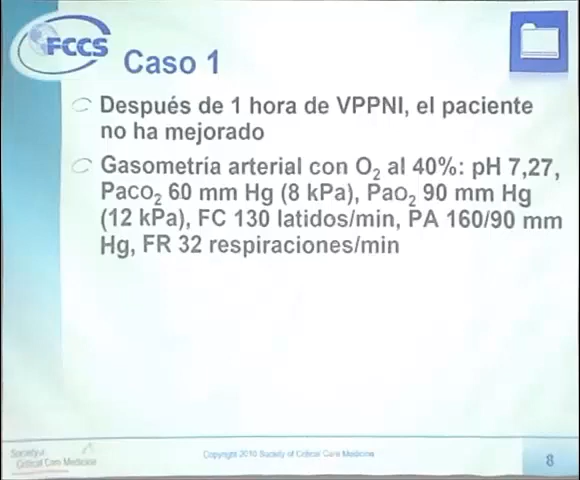 FCCS
Caso 1
Después de 1 hora de VPPNI, el paciente
no ha mejorado
Gasometría arterial con O₂ al 40%: pH 7,27,
Paco₂ 60 mm Hg (8 kPa), Pao₂ 90 mm Hg
(12 kPa), FC 130 latidos/min, PA 160/90 mm
Hg, FR 32 respiraciones/min
Society of
Critical Care Medicine
Copyright 2010 Society of Critical Care Medicine
8